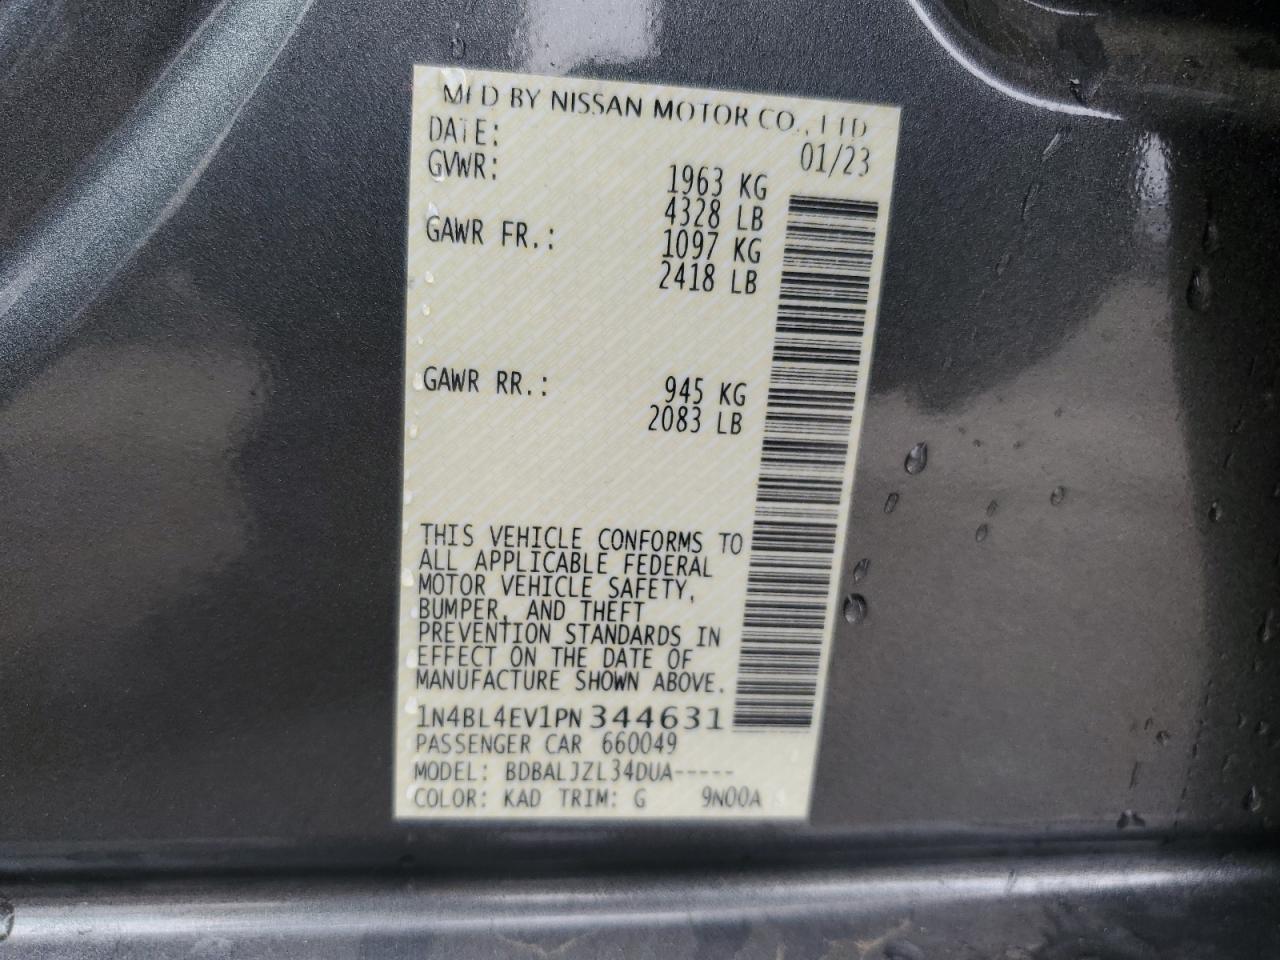 MFD BY NISSAN MOTOR CO., LTD
DATE: 01/23
GVWR: 1963 KG
4328 LB
GAWR FR.: 1097 KG
2418 LB
GAWR RR.: 945 KG
2083 LB
THIS VEHICLE CONFORMS TO
ALL APPLICABLE FEDERAL
MOTOR VEHICLE SAFETY,
BUMPER, AND THEFT
PREVENTION STANDARDS IN
EFFECT ON THE DATE OF
MANUFACTURE SHOWN ABOVE.
1N4BL4EV1PN344631
PASSENGER CAR 660049
MODEL: BDBALJZL34DUA-----
COLOR: KAD TRIM: G 9N00A